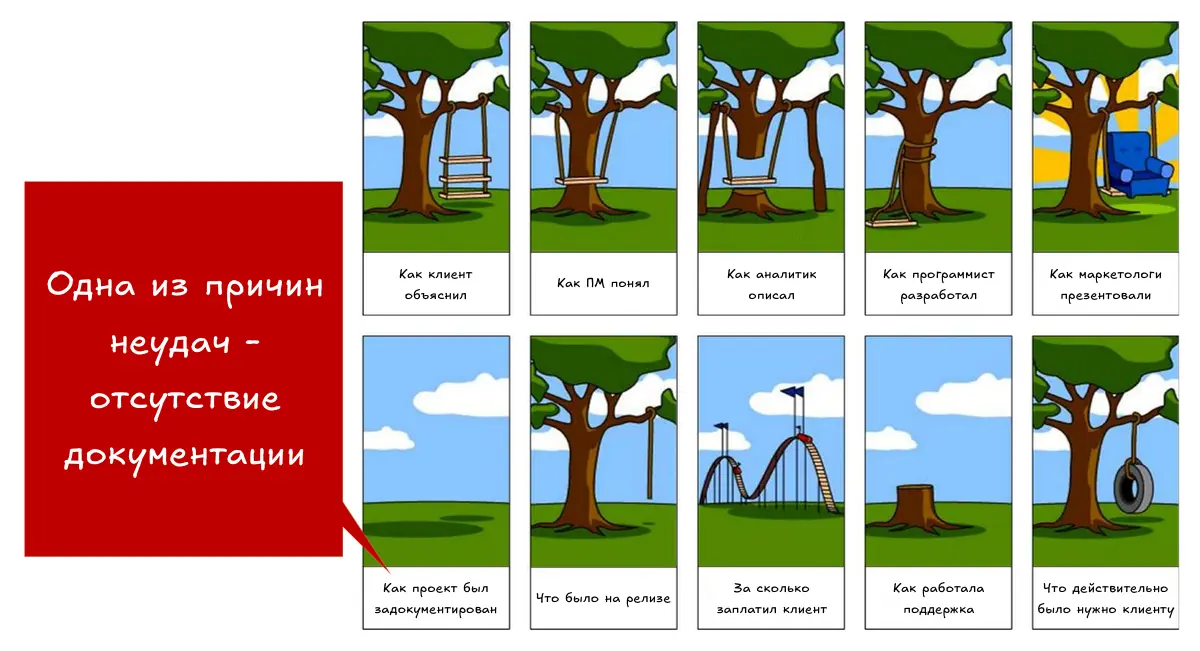 Одна из причин
неудач -
отсутствие
документации
Как клиент
объяснил
Как ПМ понял
Как аналитик
описал
Как программист
разработал
Как маркетологи
презентовали
Как проект был
задокументирован
Что было на релизе
За сколько
заплатил клиент
Как работала
поддержка
Что действительно
было нужно клиенту